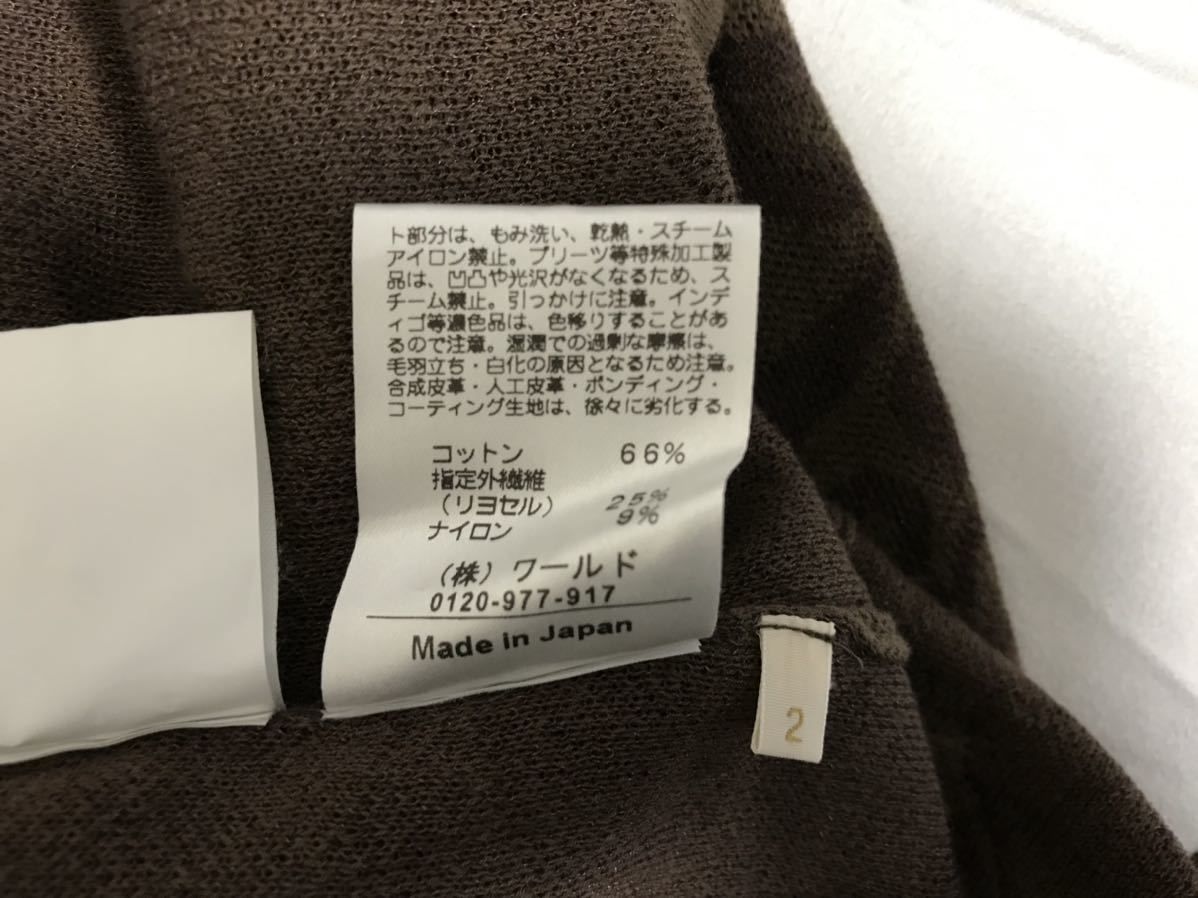 ト部分は、もみ洗い、乾熱・スチーム
アイロン禁止。プリーツ等特殊加工製
品は、凹凸や光沢がなくなるため、ス
チーム禁止。引っかけに注意。インデ
ィゴ等濃色品は、色移りすることがあ
るので注意。湿潤での過剰な摩擦は、
毛羽立ち・白化の原因となるため注意。
合成皮革・人工皮革・ボンディング・
コーティング生地は、徐々に劣化する。
コットン 66%
指定外繊維
(リヨセル) 25%
ナイロン 9%
(株)ワールド
0120-977-917
Made in Japan
2